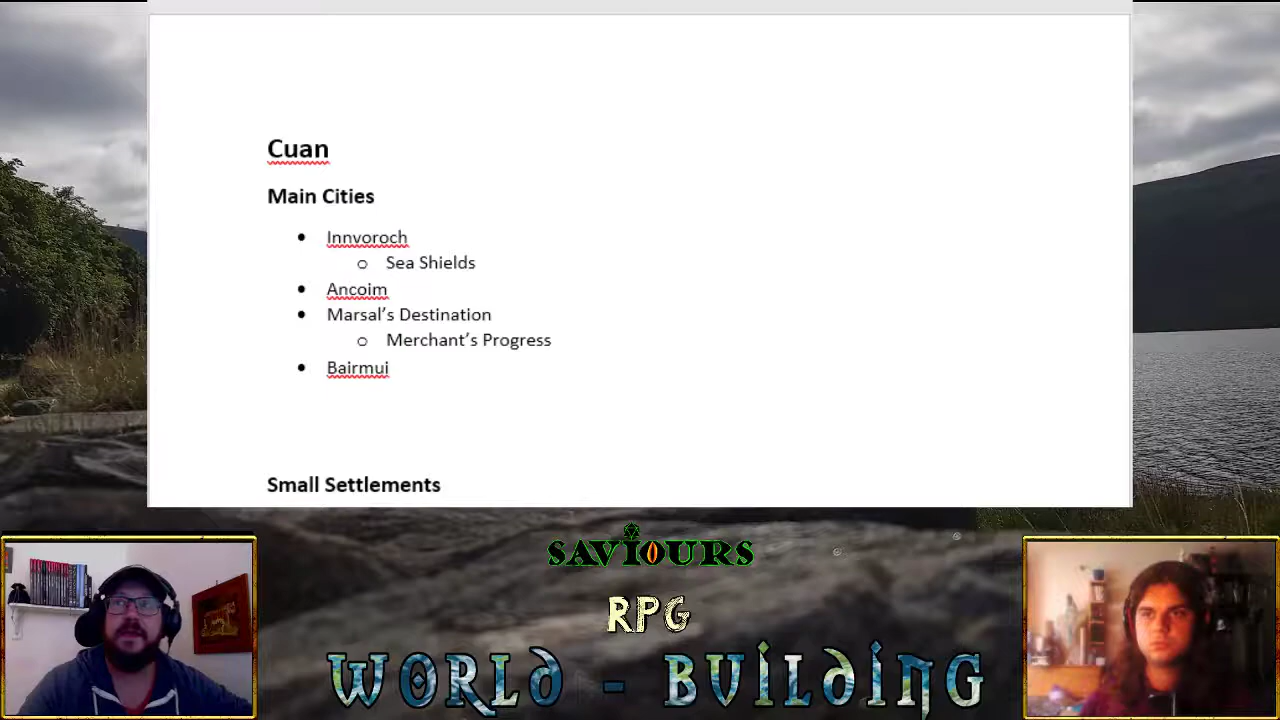 Cuan
Main Cities
Innvoroch
Sea Shields
Ancoim
Marsal's Destination
Merchant's Progress
Bairmui
Small Settlements
SAVIOURS
RPG
WORLD - BUILDING